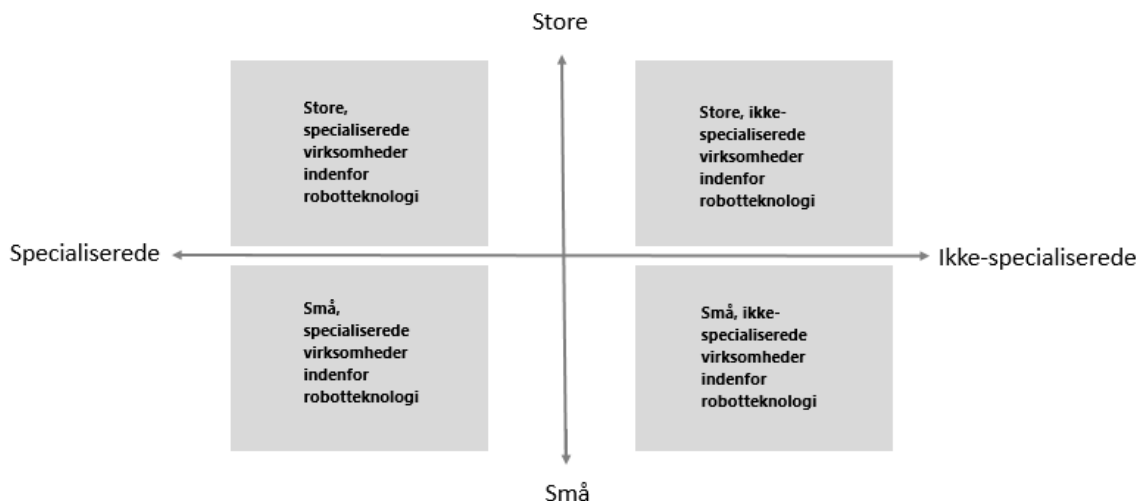 Store
Store,
specialiserede
virksomheder
indenfor
robotteknologi
Store, ikke-
specialiserede
virksomheder
indenfor
robotteknologi
Specialiserede
Ikke-specialiserede
Små,
specialiserede
virksomheder
indenfor
robotteknologi
Små, ikke-
specialiserede
virksomheder
indenfor
robotteknologi
Små